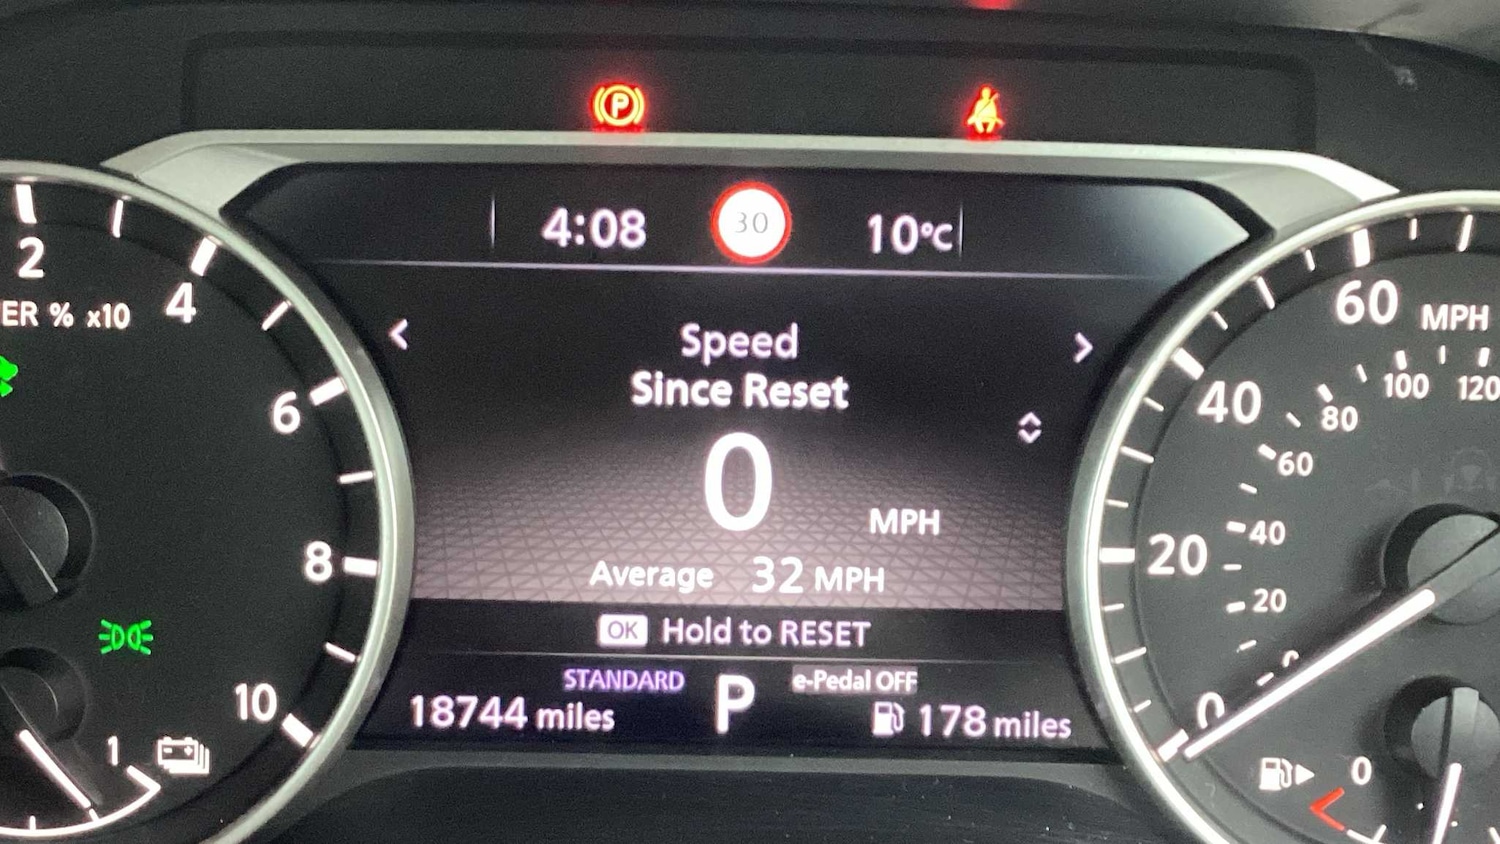 P
4:08
30
10°C
2
4
ER % x10
6
8
10
1
Speed
Since Reset
0
MPH
Average 32 MPH
OK Hold to RESET
STANDARD
P
e-Pedal OFF
18744 miles
178 miles
60
MPH
40
20
0
120
100
80
60
40
20
0
0